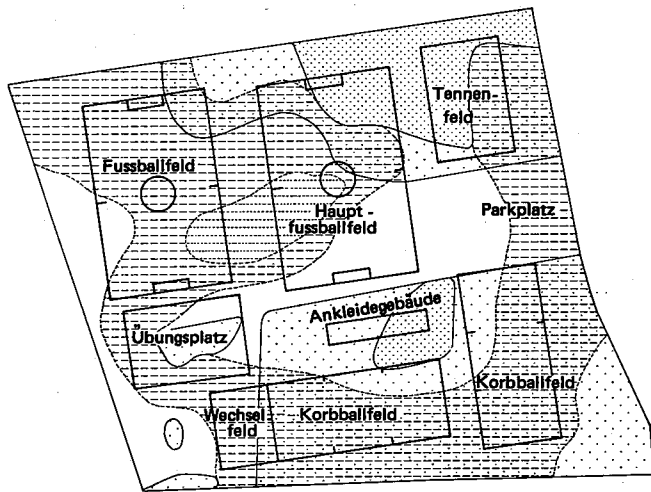 Tennen-
feld
Fussballfeld
Parkplatz
Haupt-
fussballfeld
Ankleidegebäude
Übungsplatz
Korbballfeld
Wechsel
feld
Korbballfeld